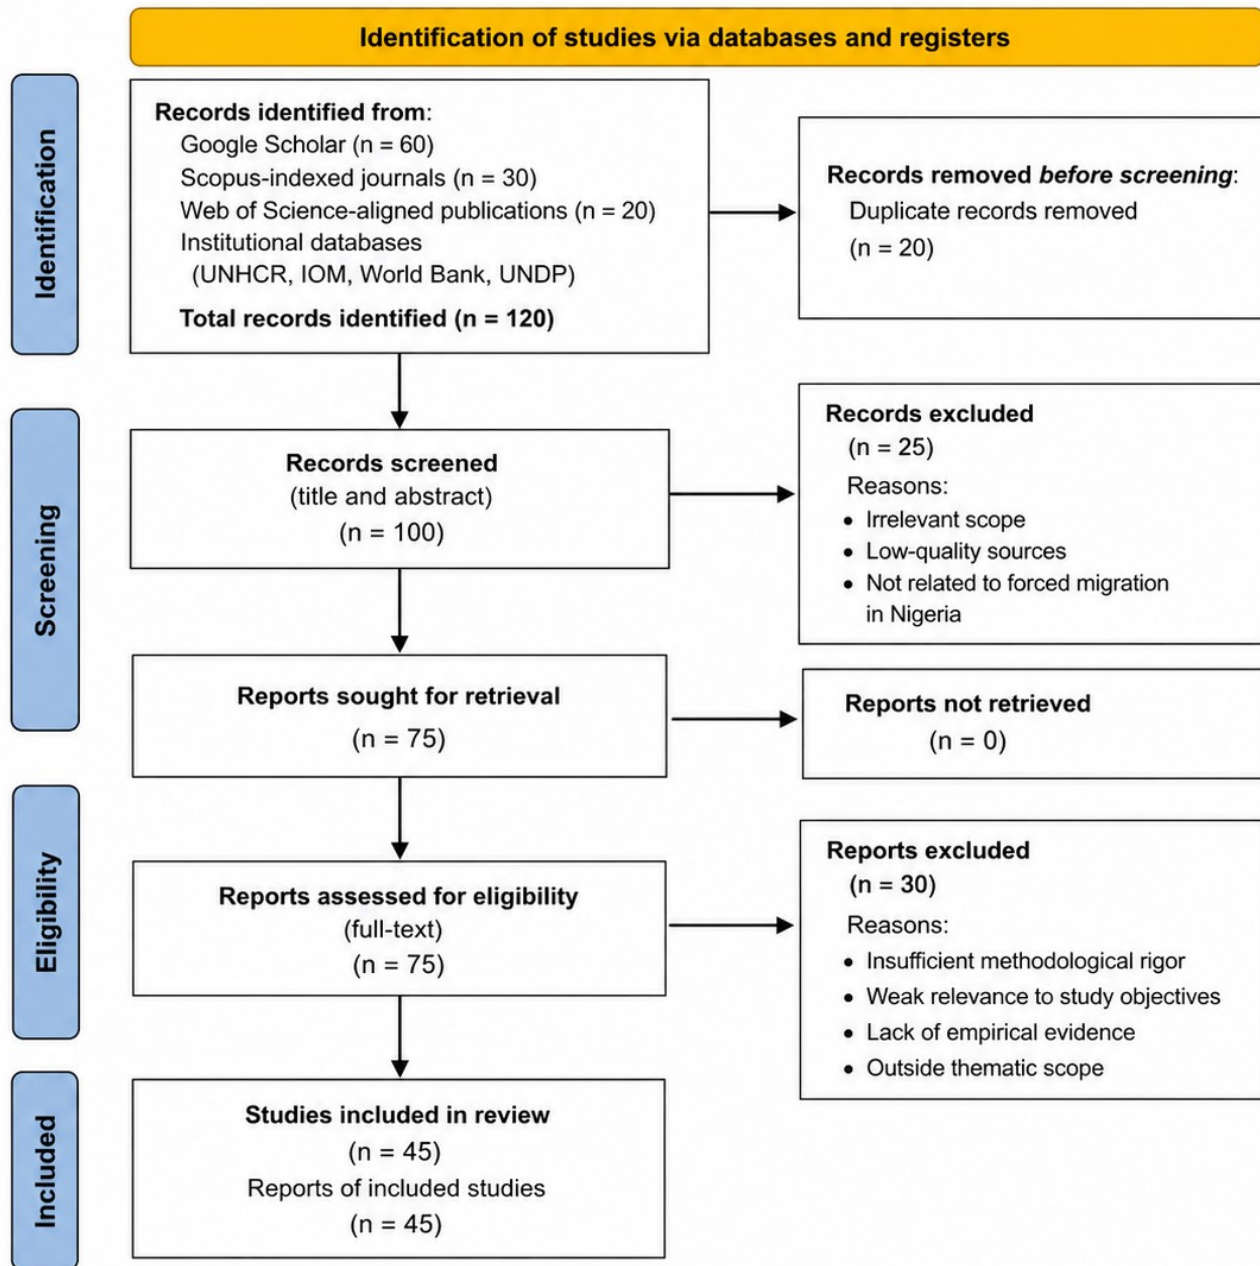 Identification of studies via databases and registers
Identification
Records identified from:
Google Scholar (n = 60)
Scopus-indexed journals (n = 30)
Web of Science-aligned publications (n = 20)
Institutional databases
(UNHCR, IOM, World Bank, UNDP)
Total records identified (n = 120)
Records removed before screening:
Duplicate records removed
(n = 20)
Screening
Records screened
(title and abstract)
(n = 100)
Records excluded
(n = 25)
Reasons:
• Irrelevant scope
• Low-quality sources
• Not related to forced migration
in Nigeria
Reports sought for retrieval
(n = 75)
Reports not retrieved
(n = 0)
Eligibility
Reports assessed for eligibility
(full-text)
(n = 75)
Reports excluded
(n = 30)
Reasons:
• Insufficient methodological rigor
• Weak relevance to study objectives
• Lack of empirical evidence
• Outside thematic scope
Included
Studies included in review
(n = 45)
Reports of included studies
(n = 45)